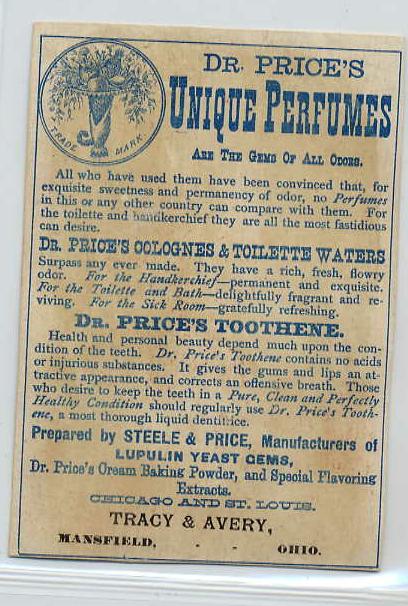 DR. PRICE'S
UNIQUE PERFUMES
TRADE MARK.
ARE THE GEMS OF ALL ODORS.
All who have used them have been convinced that, for
exquisite sweetness and permanency of odor, no Perfumes
in this or any other country can compare with them. For
the toilette and handkerchief they are all the most fastidious
can desire.
DR. PRICE'S COLOGNES & TOILETTE WATERS
Surpass any ever made. They have a rich, fresh, flowry
odor. For the Handkerchief—permanent and exquisite.
For the Toilette and Bath—delightfully fragrant and re-
viving. For the Sick Room—gratefully refreshing.
DR. PRICE'S TOOTHENE.
Health and personal beauty depend much upon the con-
dition of the teeth. Dr. Price's Toothene contains no acids
or injurious substances. It gives the gums and lips an at-
tractive appearance, and corrects an offensive breath. Those
who desire to keep the teeth in a Pure, Clean and Perfectly
Healthy Condition should regularly use Dr. Price's Tooth-
ene, a most thorough liquid dentifrice.
Prepared by STEELE & PRICE, Manufacturers of
LUPULIN YEAST GEMS,
Dr. Price's Cream Baking Powder, and Special Flavoring
Extracts.
CHICAGO AND ST. LOUIS.
TRACY & AVERY,
MANSFIELD, - - OHIO.